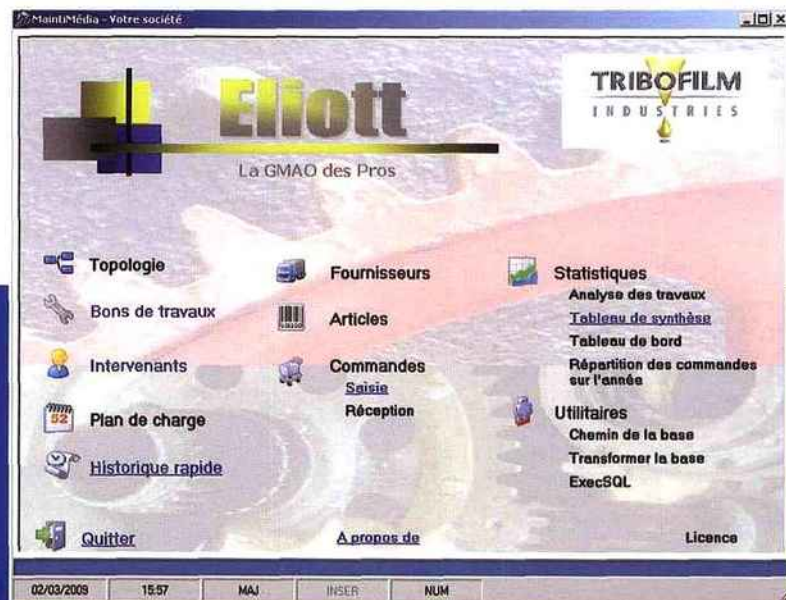 MaintiMédia - Votre société
Eliott
La GMAO des Pros
TRIBOFILM
INDUSTRIES
Topologie
Bons de travaux
Intervenants
52
Plan de charge
Historique rapide
Quitter
Fournisseurs
Articles
Commandes
Saisie
Réception
A propos de
Statistiques
Analyse des travaux
Tableau de synthèse
Tableau de bord
Répartition des commandes
sur l'année
Utilitaires
Chemin de la base
Transformer la base
ExecSQL
Licence
02/03/2009 15:57 MAJ INSER NUM